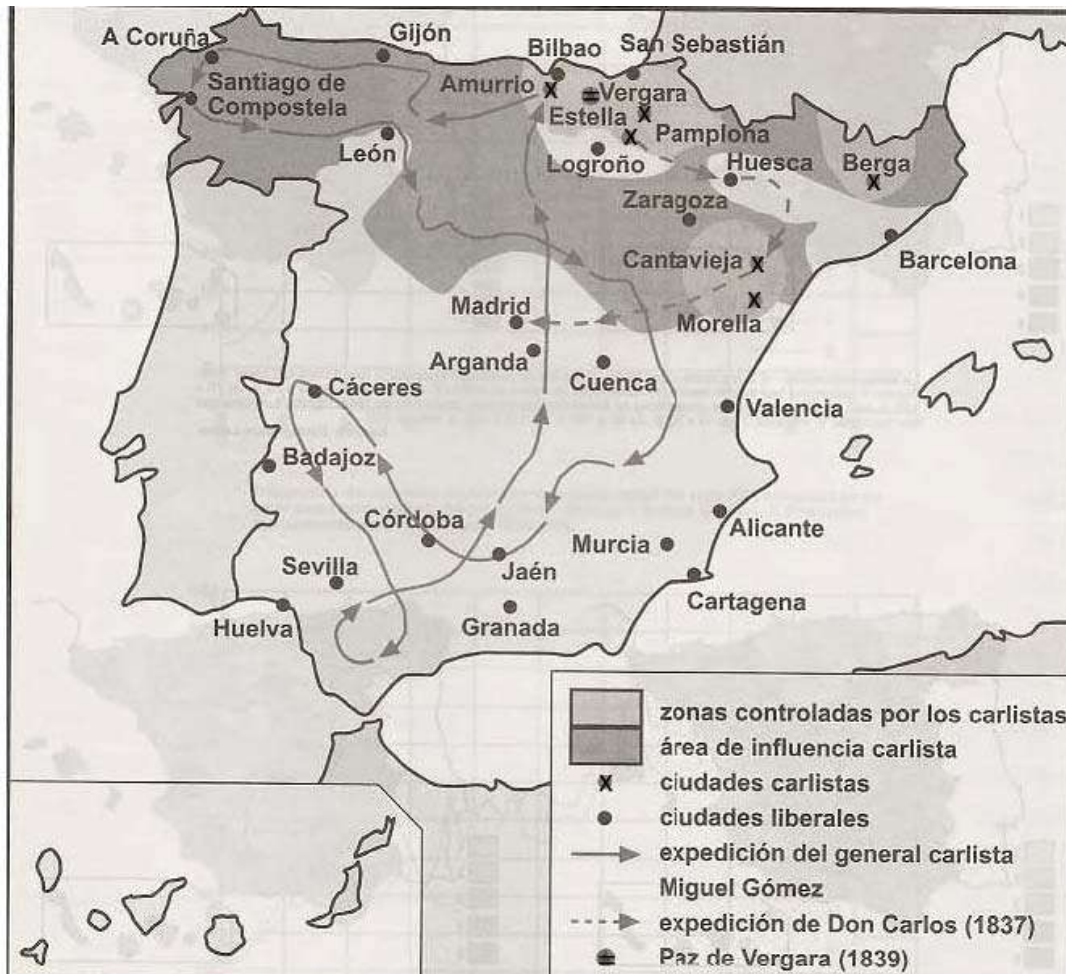 A Coruña
Gijón
Bilbao
San Sebastián
Santiago de
Compostela
Amurrio
Vergara
Estella
Pamplona
León
Logroño
Huesca
Berga
Zaragoza
Cantavieja
Barcelona
Madrid
Morella
Arganda
Cuenca
Cáceres
Valencia
Badajoz
Córdoba
Alicante
Murcia
Sevilla
Jaén
Cartagena
Huelva
Granada
zonas controladas por los carlistas
área de influencia carlista
ciudades carlistas
ciudades liberales
expedición del general carlista
Miguel Gómez
expedición de Don Carlos (1837)
Paz de Vergara (1839)